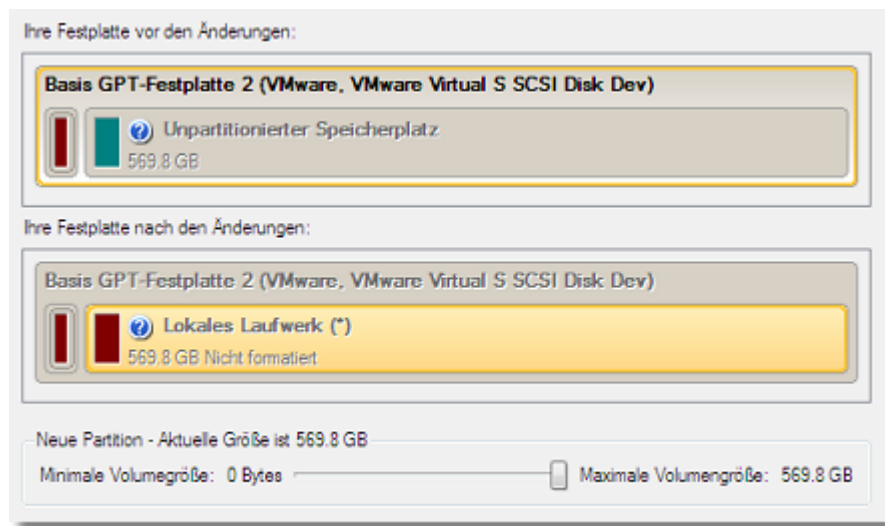 Ihre Festplatte vor den Änderungen:
Basis GPT-Festplatte 2 (VMware, VMware Virtual S SCSI Disk Dev)
Unpartitionierter Speicherplatz
569.8 GB
Ihre Festplatte nach den Änderungen:
Basis GPT-Festplatte 2 (VMware, VMware Virtual S SCSI Disk Dev)
Lokales Laufwerk (*)
569.8 GB Nicht formatiert
Neue Partition - Aktuelle Größe ist 569.8 GB
Minimale Volumegröße: 0 Bytes Maximale Volumengröße: 569.8 GB